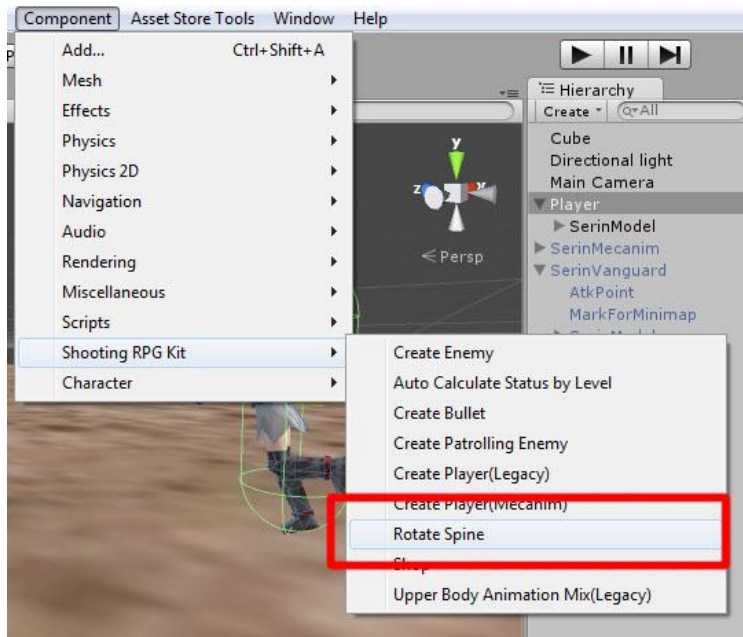 Component Asset Store Tools Window Help
Add... Ctrl+Shift+A
Mesh
Effects
Physics
Physics 2D
Navigation
Audio
Rendering
Miscellaneous
Scripts
Shooting RPG Kit
Character
y
z
x
Persp
Hierarchy
Create All
Cube
Directional light
Main Camera
Player
SerinModel
SerinMecanim
SerinVanguard
AtkPoint
MarkForMinimap
Create Enemy
Auto Calculate Status by Level
Create Bullet
Create Patrolling Enemy
Create Player(Legacy)
Create Player(Mecanim)
Rotate Spine
Shop
Upper Body Animation Mix(Legacy)